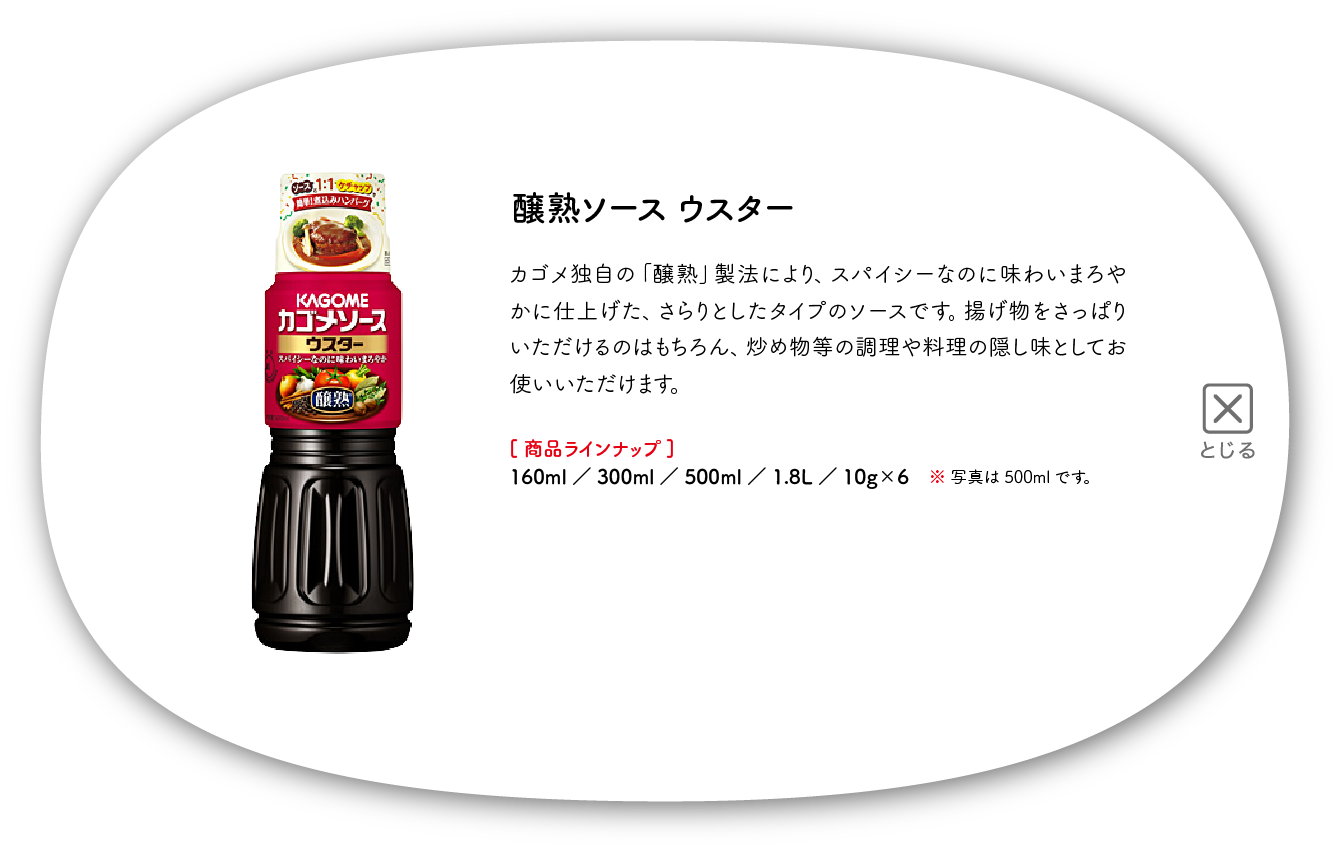 ソース 1:1 ケチャップ
簡単!煮込みハンバーグ
KAGOME
カゴメソース
ウスター
スパイシーなのに味わいまろやか
醸熟
醸熟ソース ウスター
カゴメ独自の「醸熟」製法により、スパイシーなのに味わいまろや
かに仕上げた、さらりとしたタイプのソースです。揚げ物をさっぱり
いただけるのはもちろん、炒め物等の調理や料理の隠し味としてお
使いいただけます。
[ 商品ラインナップ ]
160ml ／ 300ml ／ 500ml ／ 1.8L ／ 10g×6 ※ 写真は 500ml です。
とじる